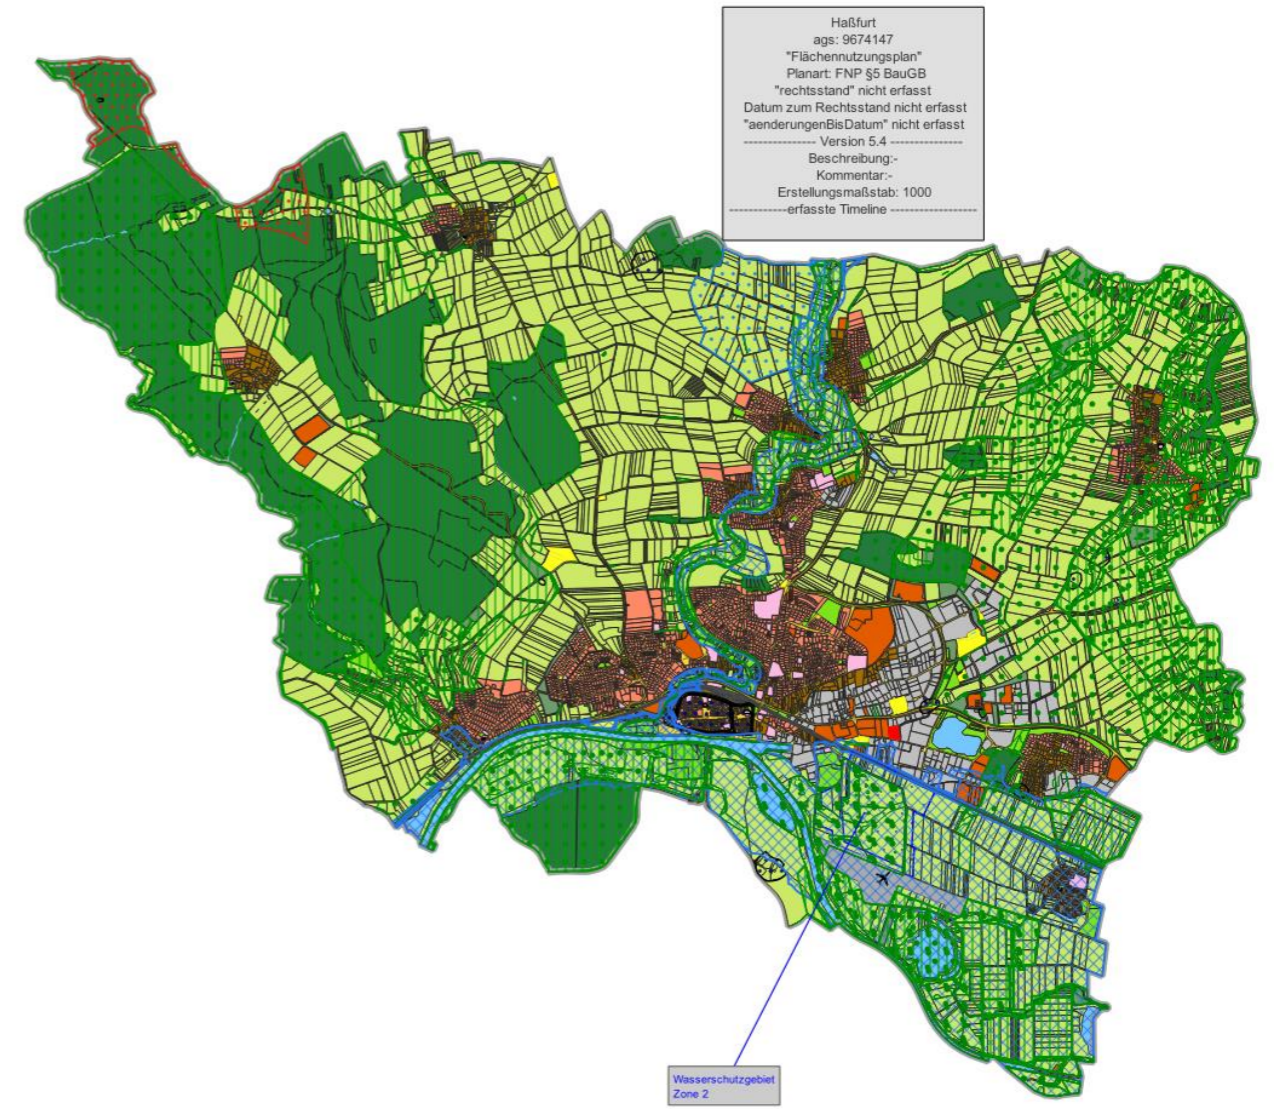 Haßfurt
ags: 9674147
"Flächennutzungsplan"
Planart: FNP §5 BauGB
"rechtsstand" nicht erfasst
Datum zum Rechtsstand nicht erfasst
"aenderungenBisDatum" nicht erfasst
---------------- Version 5.4 ----------------
Beschreibung:-
Kommentar:-
Erstellungsmaßstab: 1000
-------------erfasste Timeline -------------------
Wasserschutzgebiet
Zone 2